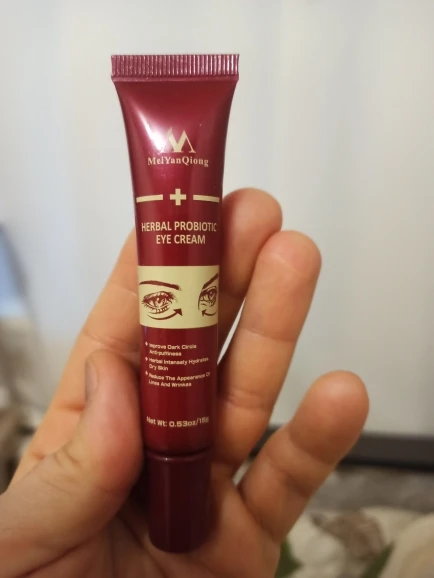 MeiYanQiong
HERBAL PROBIOTIC
EYE CREAM
Improve Dark Circle
Anti-puffiness
Herbal Intensely Hydrates
Dry Skin
Reduce The Appearance Of
Lines And Wrinkles
Net Wt: 0.53oz/15g